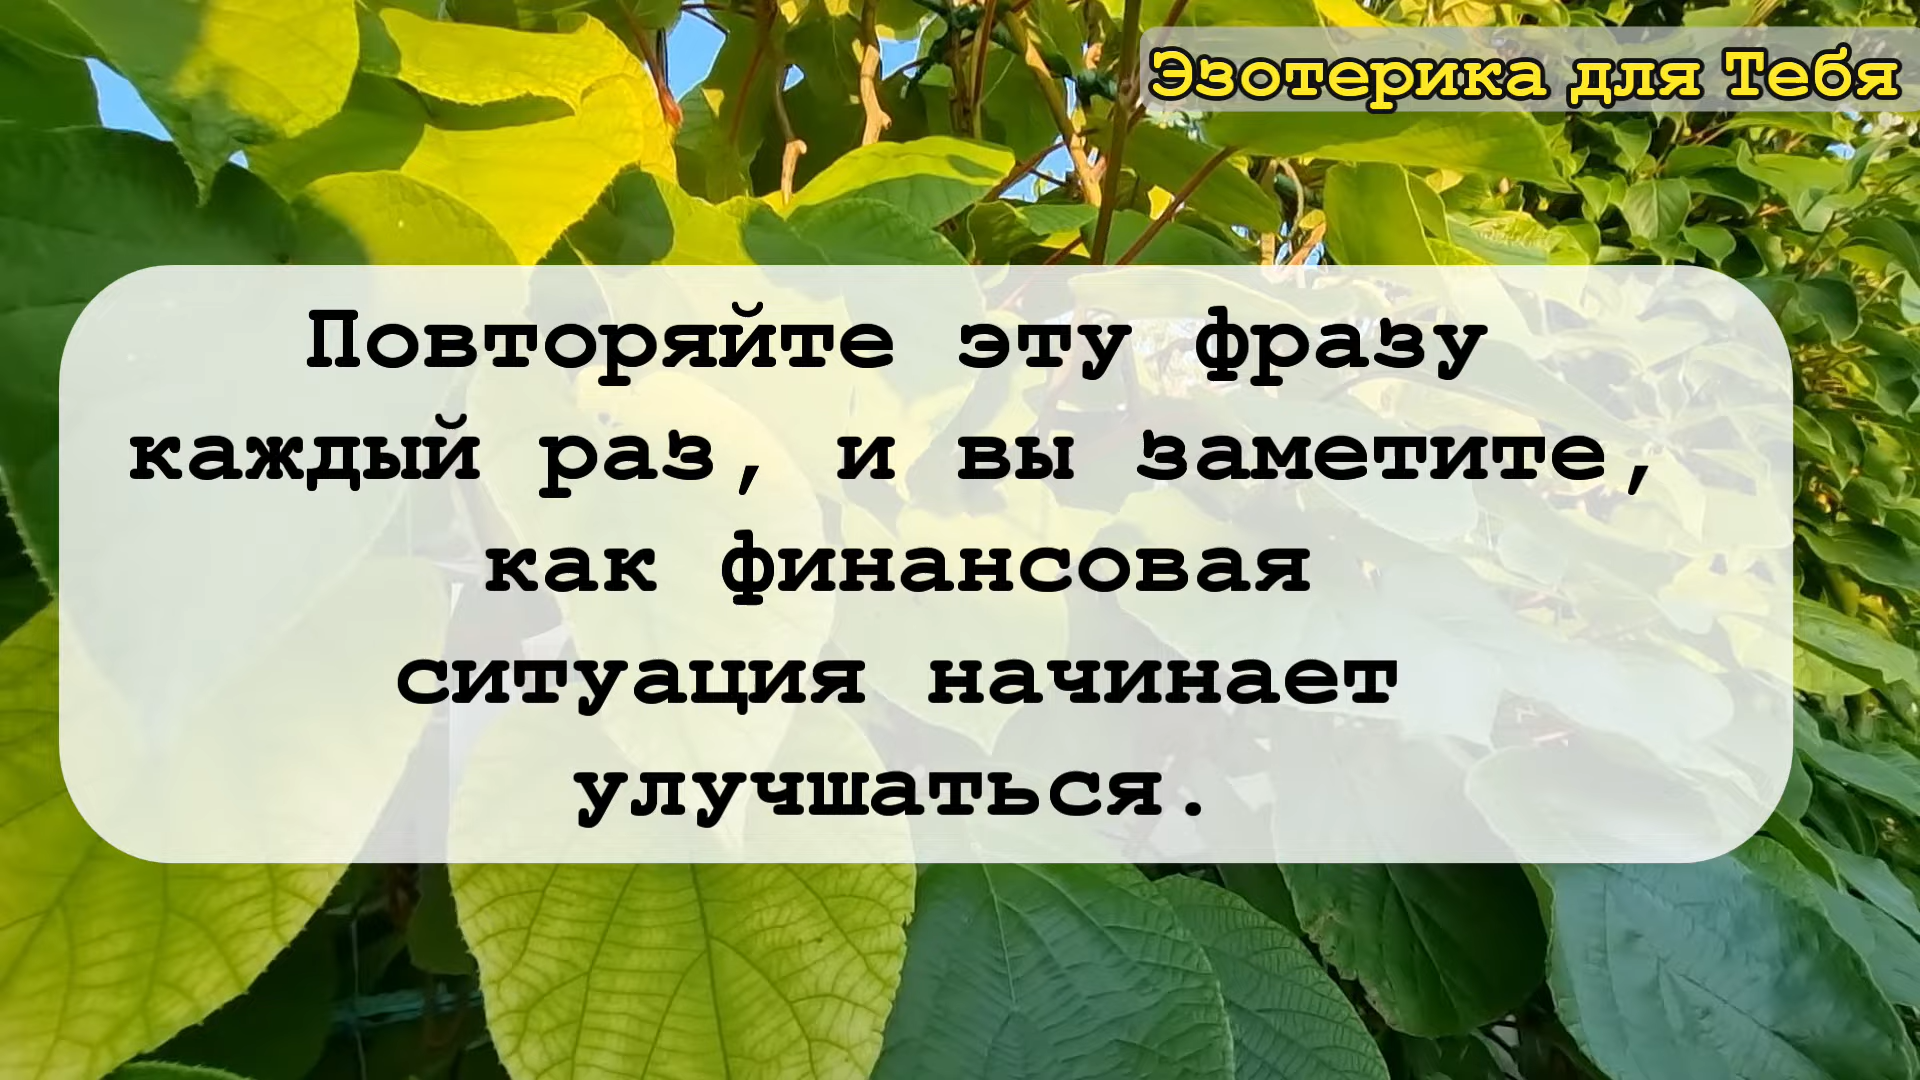 Эзотерика для Тебя
Повторяйте эту фразу
каждый раз, и вы заметите,
как финансовая
ситуация начинает
улучшаться.